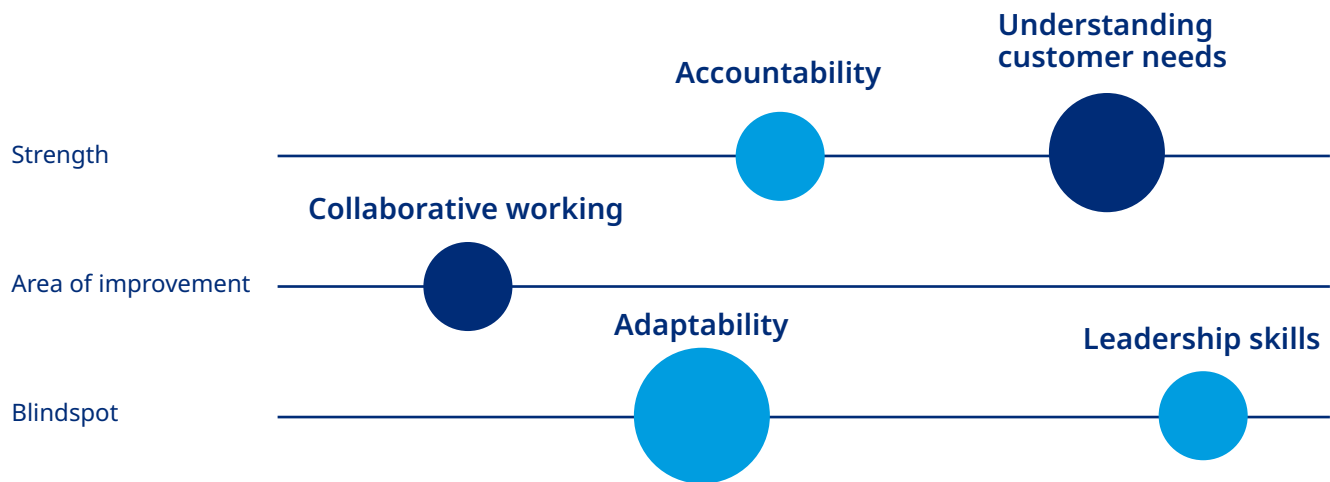 Understanding
customer needs
Accountability
Strength
Collaborative working
Area of improvement
Adaptability
Leadership skills
Blindspot